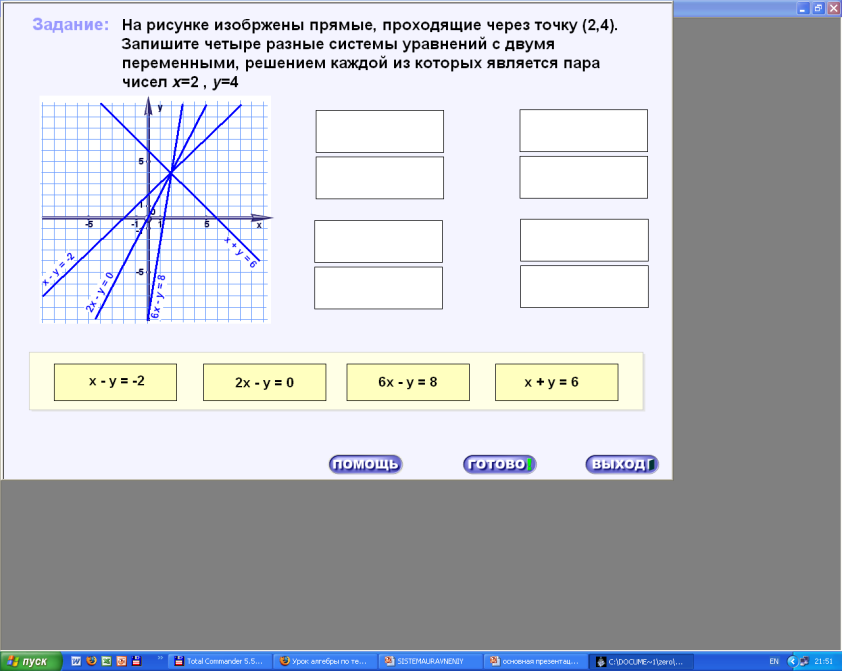 Задание: На рисунке изобржены прямые, проходящие через точку (2,4).
Запишите четыре разные системы уравнений с двумя
переменными, решением каждой из которых является пара
чисел x=2 , y=4
y
5
1
0
-5
-1
1
5
x
-1
-5
x - y = -2
2x - y = 0
6x - y = 8
x + y = 6
x - y = -2
2x - y = 0
6x - y = 8
x + y = 6
ПОМОЩЬ
ГОТОВО
ВЫХОД
пуск
Total Commander 5.5...
Урок алгебры по те...
SISTEMAURAVNENIY
основная презентац...
C:\DOCUME~1\zero\...
EN
21:51